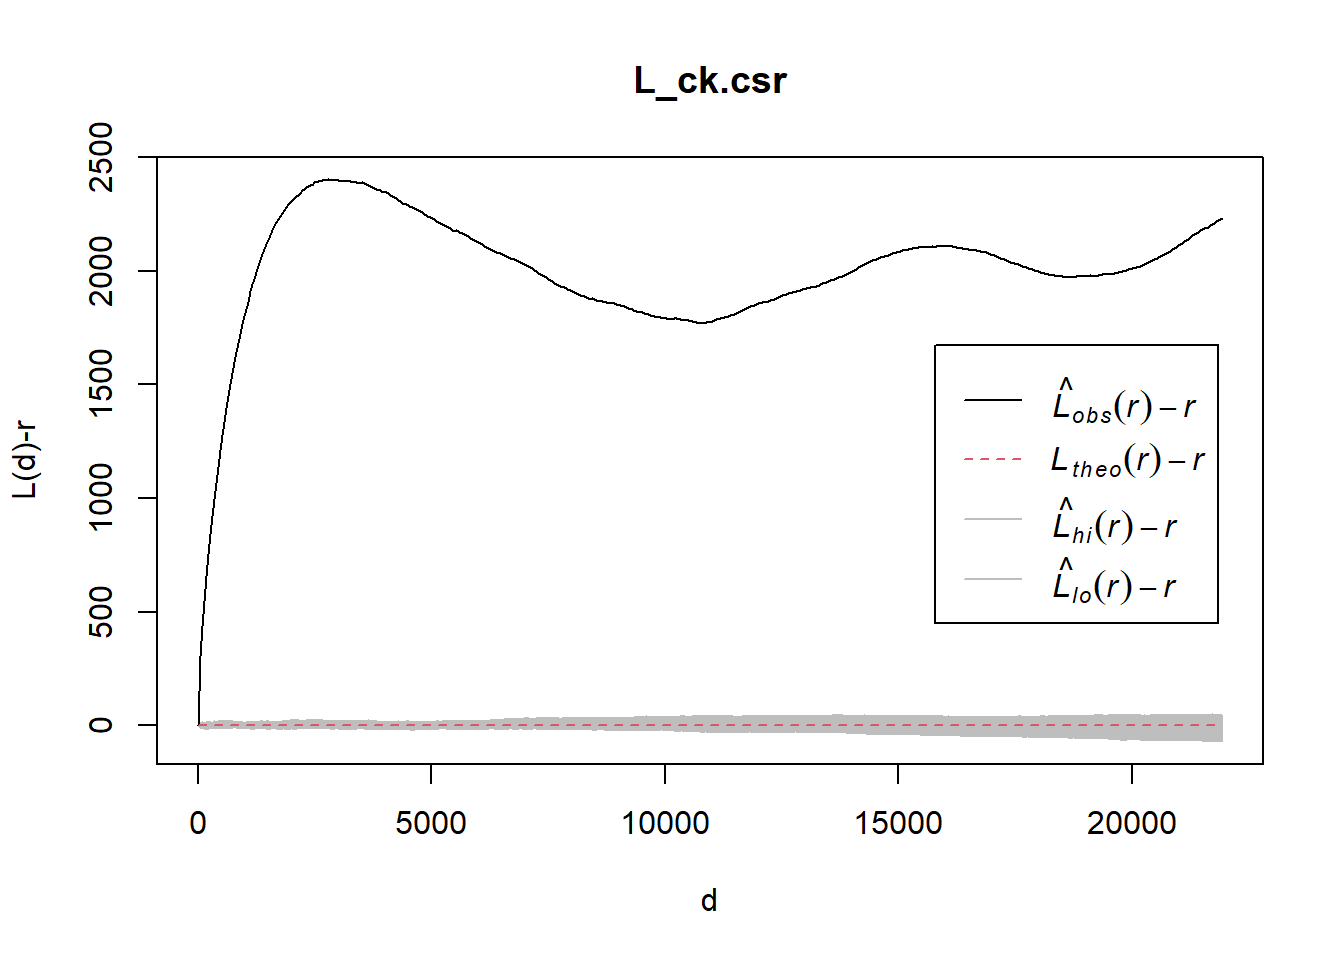 L_ck.csr
L(d)-r
2500
2000
1500
1000
500
0
L̂obs(r) − r
Ltheo(r) − r
L̂hi(r) − r
L̂lo(r) − r
0 5000 10000 15000 20000
d